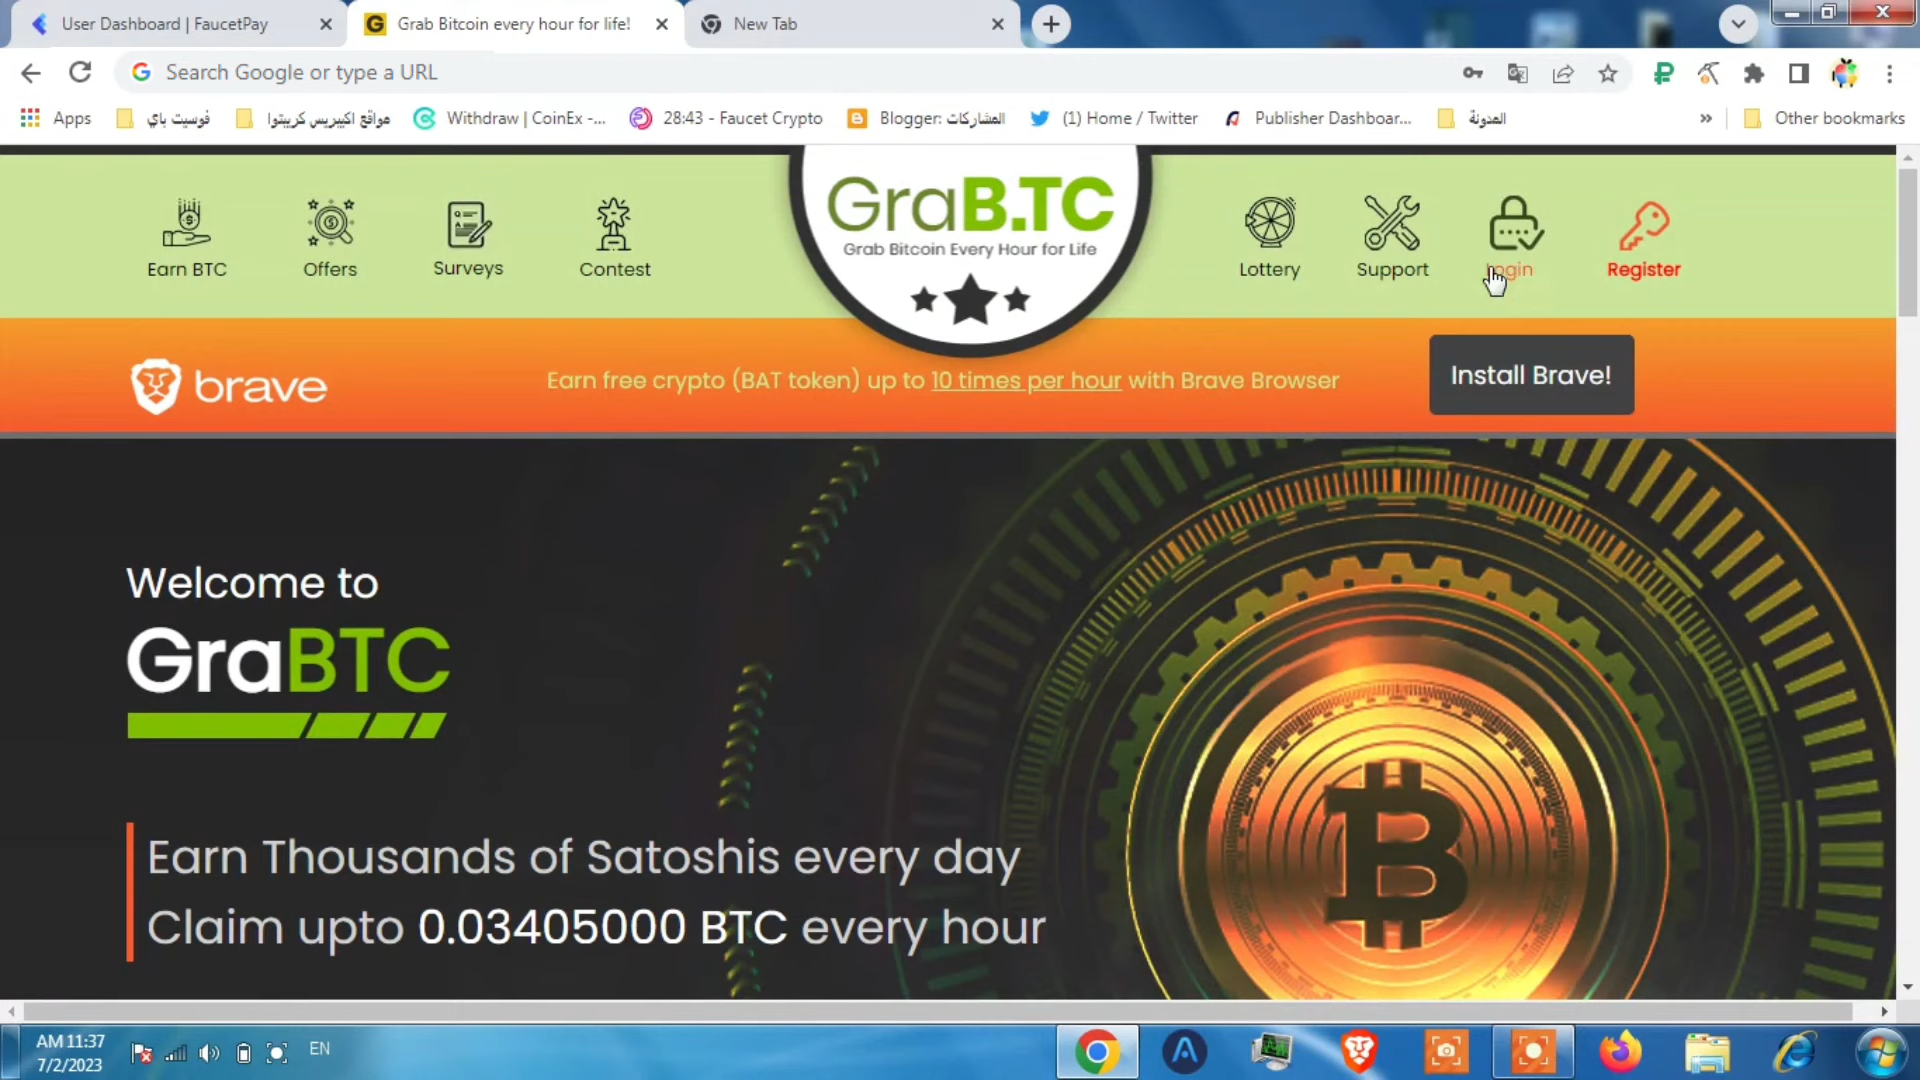 User Dashboard | FaucetPay
Grab Bitcoin every hour for life!
New Tab
Search Google or type a URL
Apps
فوسيت باي
مواقع اكيبريس كريبتوا
Withdraw | CoinEx -...
28:43 - Faucet Crypto
Blogger: المشاركات
(1) Home / Twitter
Publisher Dashboar...
المدونة
»
Other bookmarks
Earn BTC
Offers
Surveys
Contest
GraB.TC
Grab Bitcoin Every Hour for Life
Lottery
Support
Login
Register
brave
Earn free crypto (BAT token) up to 10 times per hour with Brave Browser
Install Brave!
Welcome to
GraBTC
Earn Thousands of Satoshis every day
Claim upto 0.03405000 BTC every hour
AM 11:37
7/2/2023
EN